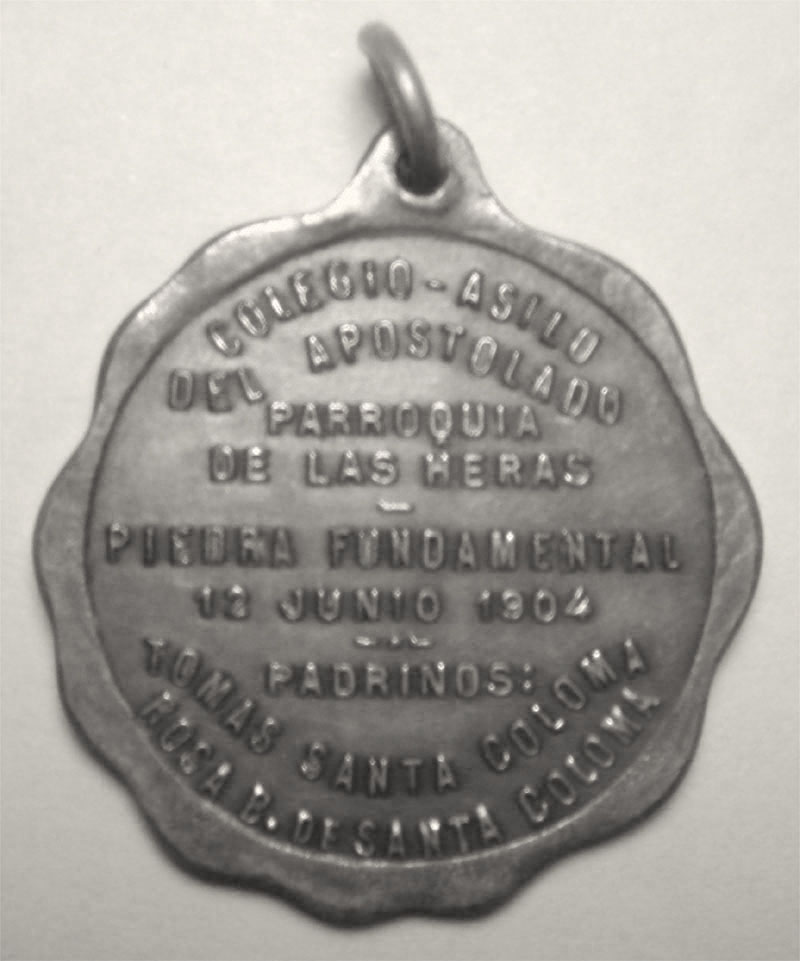 COLEGIO - ASILO
DEL APOSTOLADO
PARROQUIA
DE LAS HERAS
PIEDRA FUNDAMENTAL
12 JUNIO 1904
PADRINOS:
TOMAS SANTA COLOMA
ROSA B. DE SANTA COLOMA